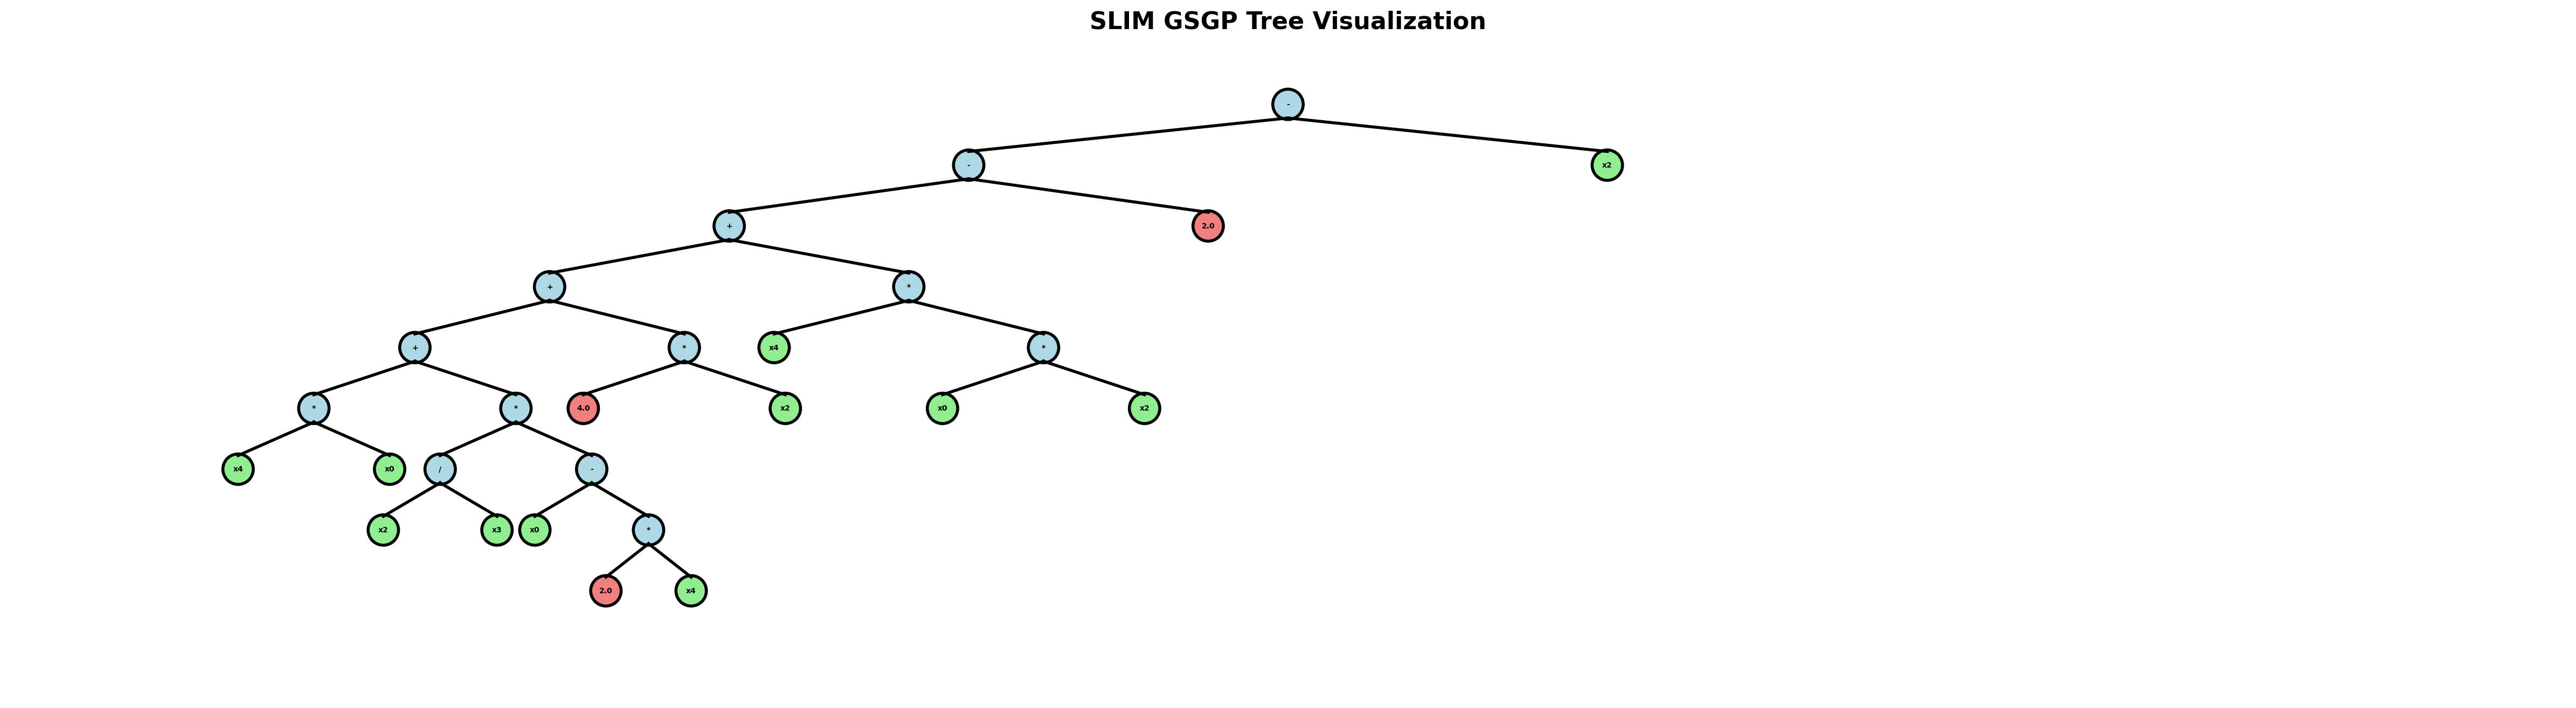 SLIM GSGP Tree Visualization
-
- x2
+ 2.0
+ *
+ * x4 *
* * 4.0 x2 x0 x2
x4 x0 / -
x2 x3 x0 *
2.0 x4